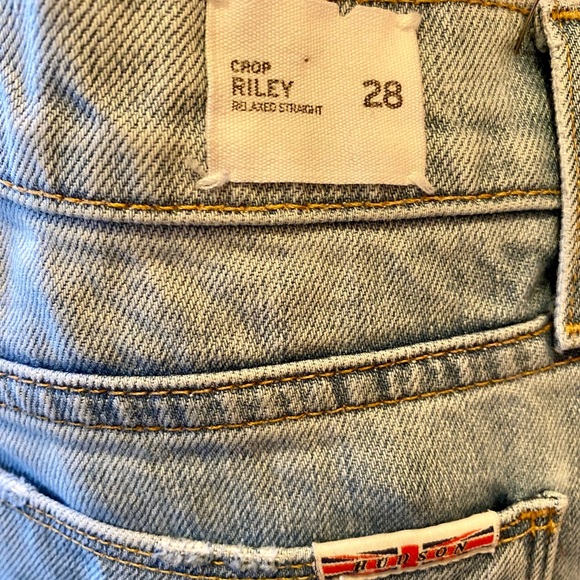 CROP
RILEY
RELAXED STRAIGHT
28
HUDSON